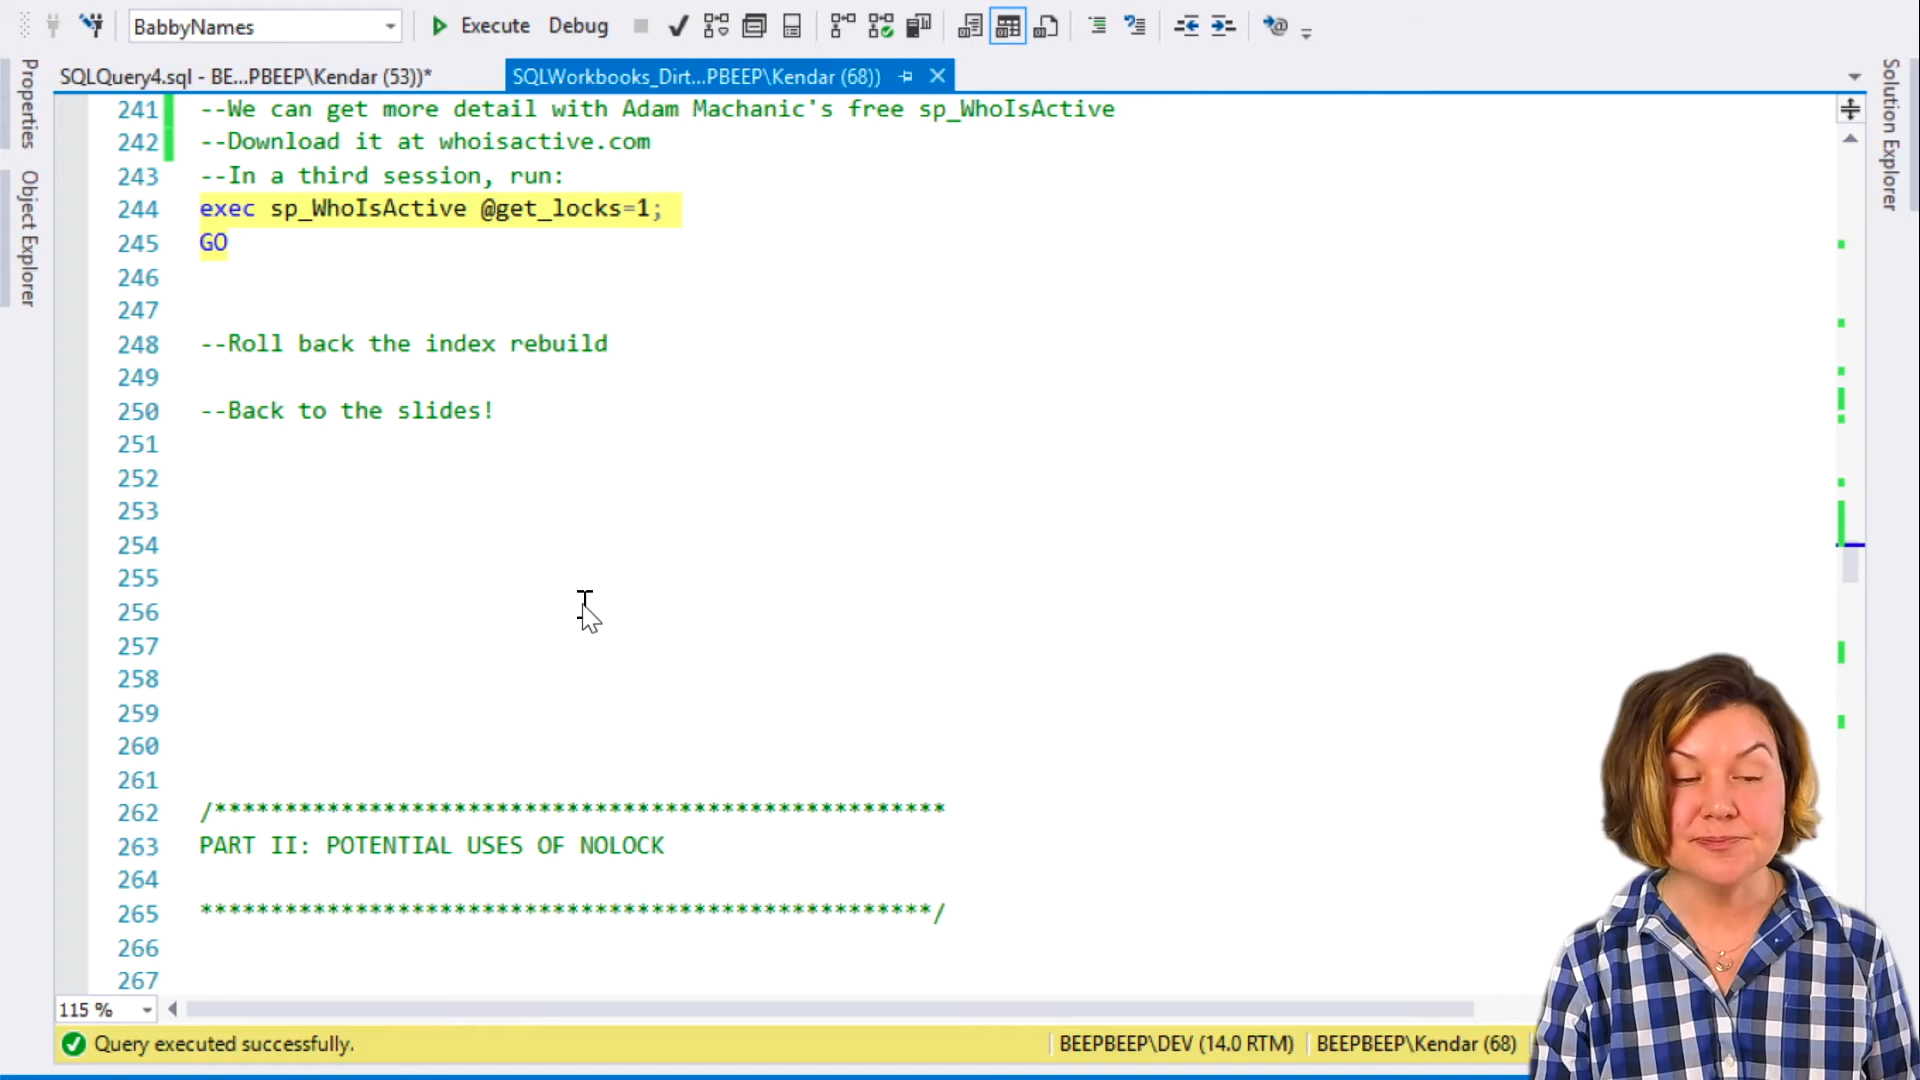 BabbyNames
Execute
Debug
SQLQuery4.sql - BE...PBEEP\Kendar (53))*
SQLWorkbooks_Dirt...PBEEP\Kendar (68))
Properties
Object Explorer
Solution Explorer
241 --We can get more detail with Adam Machanic's free sp_WhoIsActive
242 --Download it at whoisactive.com
243 --In a third session, run:
244 exec sp_WhoIsActive @get_locks=1;
245 GO
246
247
248 --Roll back the index rebuild
249
250 --Back to the slides!
251
252
253
254
255
256
257
258
259
260
261
262 /****************************************************
263 PART II: POTENTIAL USES OF NOLOCK
264
265 ****************************************************/
266
267
115 %
Query executed successfully.
BEEPBEEP\DEV (14.0 RTM)
BEEPBEEP\Kendar (68)